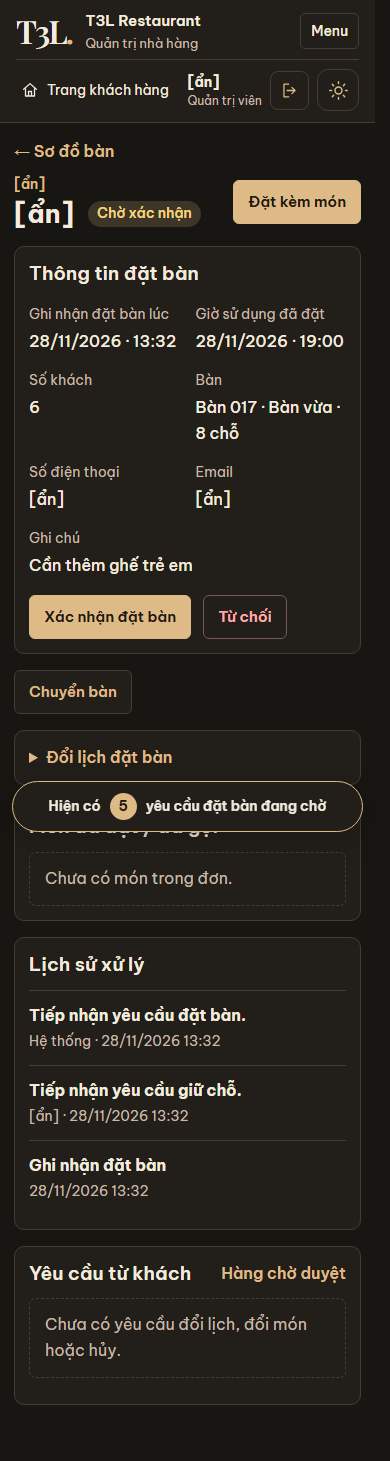 T3L.
T3L Restaurant
Quản trị nhà hàng
Menu
Trang khách hàng
[ẩn]
Quản trị viên
← Sơ đồ bàn
[ẩn]
[ẩn]
Chờ xác nhận
Đặt kèm món
Thông tin đặt bàn
Ghi nhận đặt bàn lúc
28/11/2026 · 13:32
Giờ sử dụng đã đặt
28/11/2026 · 19:00
Số khách
6
Bàn
Bàn 017 · Bàn vừa ·
8 chỗ
Số điện thoại
[ẩn]
Email
[ẩn]
Ghi chú
Cần thêm ghế trẻ em
Xác nhận đặt bàn
Từ chối
Chuyển bàn
Đổi lịch đặt bàn
Hiện có 5 yêu cầu đặt bàn đang chờ
Chưa có món trong đơn.
Lịch sử xử lý
Tiếp nhận yêu cầu đặt bàn.
Hệ thống · 28/11/2026 13:32
Tiếp nhận yêu cầu giữ chỗ.
[ẩn] · 28/11/2026 13:32
Ghi nhận đặt bàn
28/11/2026 13:32
Yêu cầu từ khách
Hàng chờ duyệt
Chưa có yêu cầu đổi lịch, đổi món
hoặc hủy.